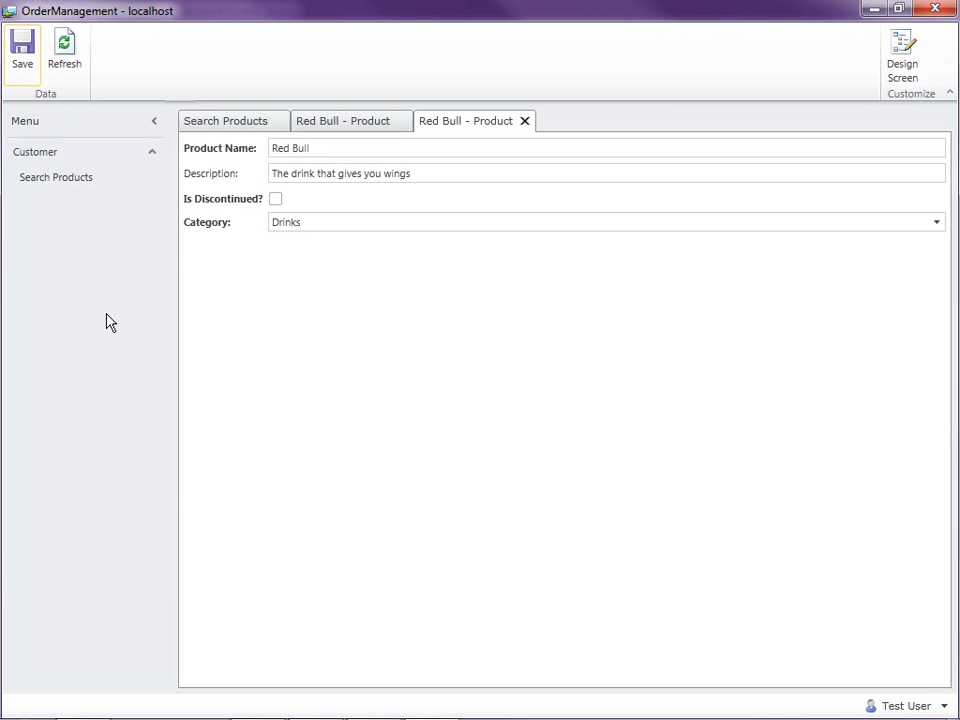 OrderManagement - localhost
Save
Refresh
Design
Screen
Data
Customize
Menu
Search Products
Red Bull - Product
Red Bull - Product
Customer
Search Products
Product Name:
Red Bull
Description:
The drink that gives you wings
Is Discontinued?
Category:
Drinks
Test User